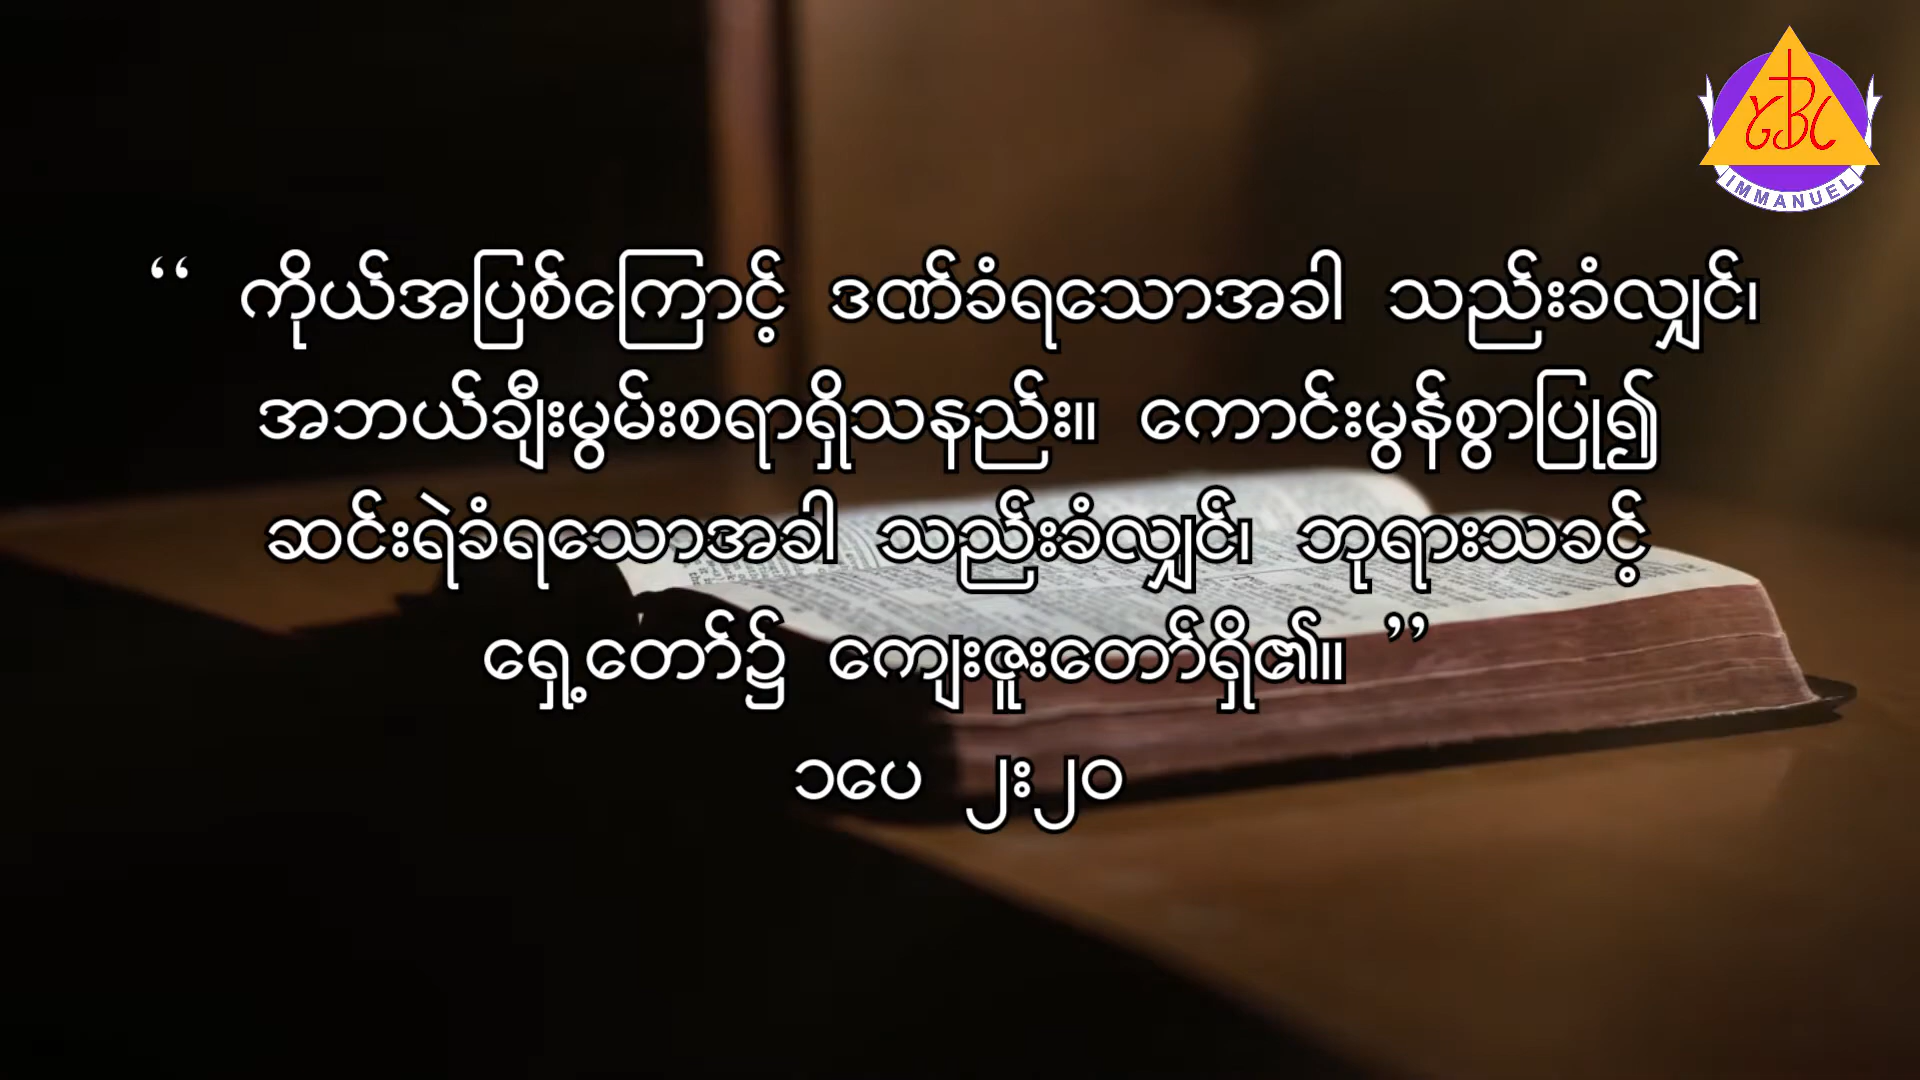 YBC
IMMANUEL
‘‘ ကိုယ်အပြစ်ကြောင့် ဒဏ်ခံရသောအခါ သည်းခံလျှင်၊
အဘယ်ချီးမွမ်းစရာရှိသနည်း။ ကောင်းမွန်စွာပြု၍
ဆင်းရဲခံရသောအခါ သည်းခံလျှင်၊ ဘုရားသခင့်
ရှေ့တော်၌ ကျေးဇူးတော်ရှိ၏။ ’’
၁ပေ ၂း၂၀